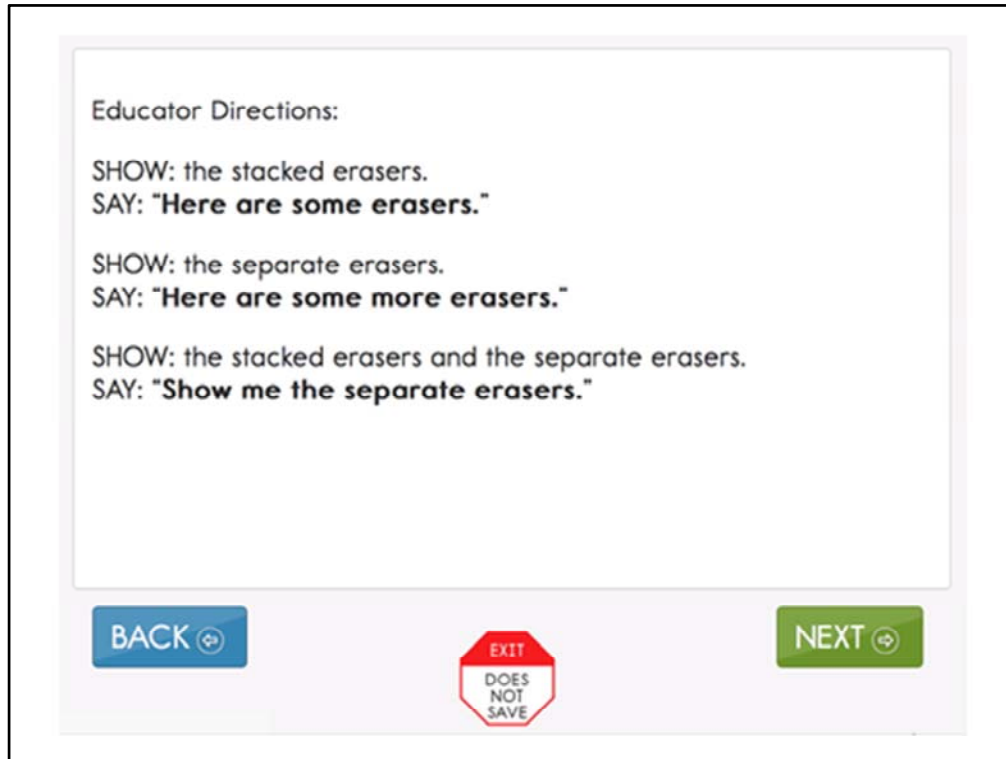 Educator Directions:
SHOW: the stacked erasers.
SAY: "Here are some erasers."
SHOW: the separate erasers.
SAY: "Here are some more erasers."
SHOW: the stacked erasers and the separate erasers.
SAY: "Show me the separate erasers."
BACK
EXIT
DOES
NOT
SAVE
NEXT